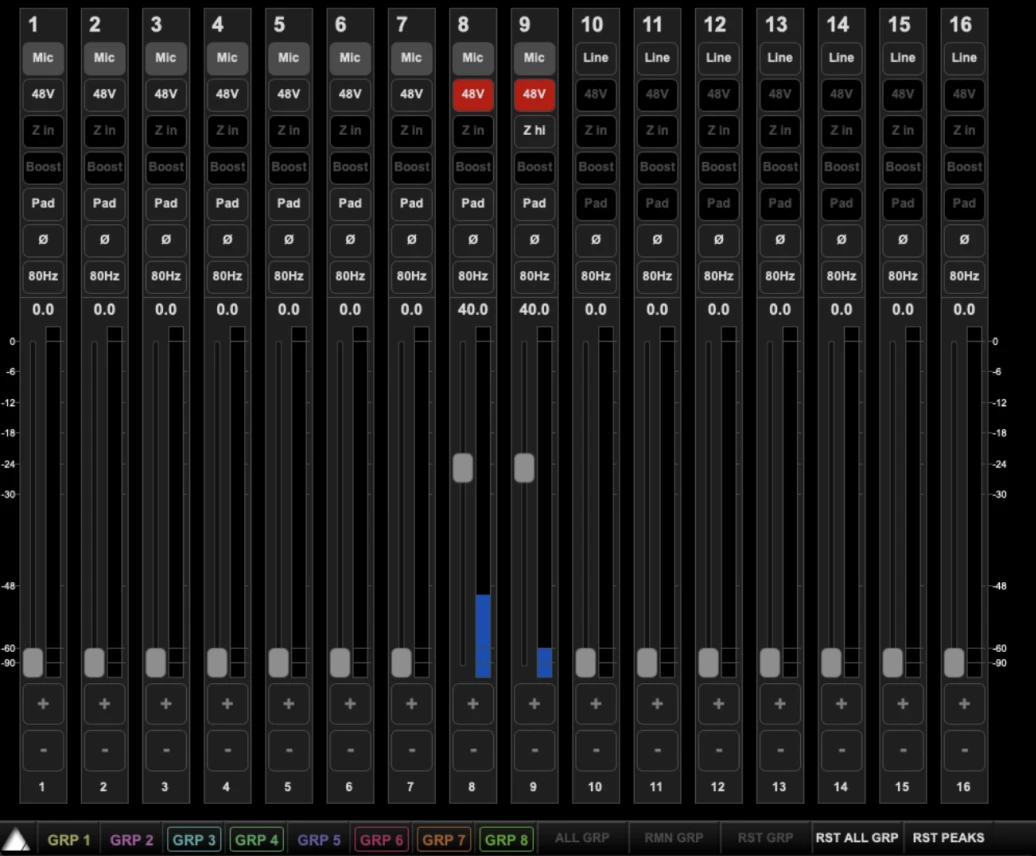 1 2 3 4 5 6 7 8 9 10 11 12 13 14 15 16
Mic Mic Mic Mic Mic Mic Mic Mic Mic Line Line Line Line Line Line Line
48V 48V 48V 48V 48V 48V 48V 48V 48V 48V 48V 48V 48V 48V 48V 48V
Z in Z in Z in Z in Z in Z in Z in Z in Z hi Z in Z in Z in Z in Z in Z in Z in
Boost Boost Boost Boost Boost Boost Boost Boost Boost Boost Boost Boost Boost Boost Boost Boost
Pad Pad Pad Pad Pad Pad Pad Pad Pad Pad Pad Pad Pad Pad Pad Pad
Ø Ø Ø Ø Ø Ø Ø Ø Ø Ø Ø Ø Ø Ø Ø Ø
80Hz 80Hz 80Hz 80Hz 80Hz 80Hz 80Hz 80Hz 80Hz 80Hz 80Hz 80Hz 80Hz 80Hz 80Hz 80Hz
0.0 0.0 0.0 0.0 0.0 0.0 0.0 40.0 40.0 0.0 0.0 0.0 0.0 0.0 0.0 0.0
0 0
-6 -6
-12 -12
-18 -18
-24 -24
-30 -30
-48 -48
-60 -60
-90 -90
+ + + + + + + + + + + + + + + +
- - - - - - - - - - - - - - - -
1 2 3 4 5 6 7 8 9 10 11 12 13 14 15 16
GRP 1 GRP 2 GRP 3 GRP 4 GRP 5 GRP 6 GRP 7 GRP 8 ALL GRP RMN GRP RST GRP RST ALL GRP RST PEAKS